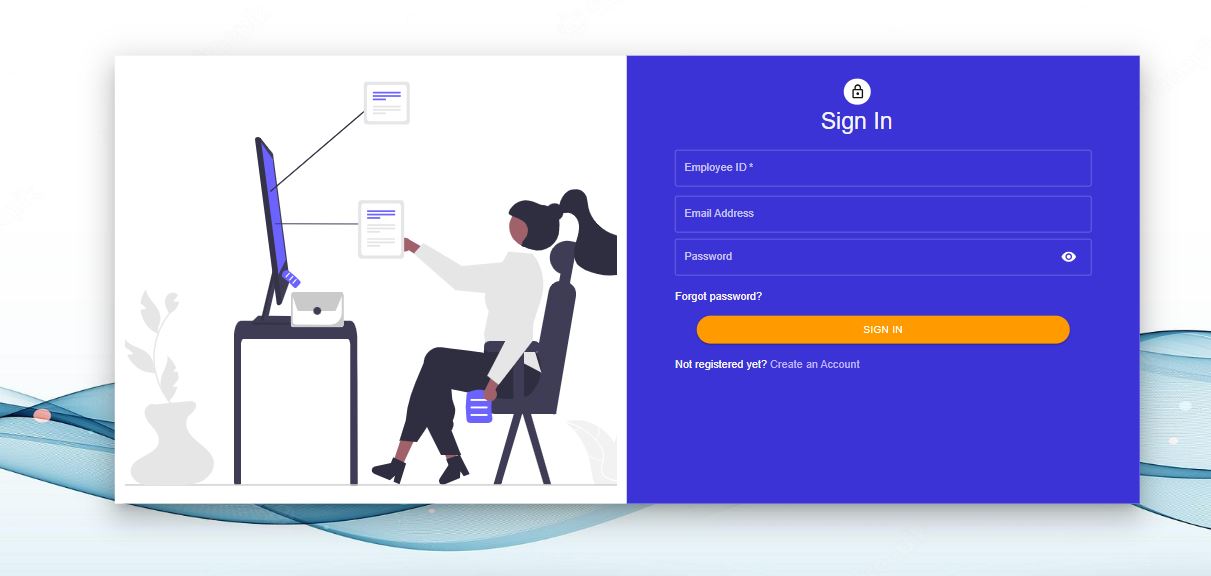 Sign In
Employee ID *
Email Address
Password
Forgot password?
SIGN IN
Not registered yet? Create an Account